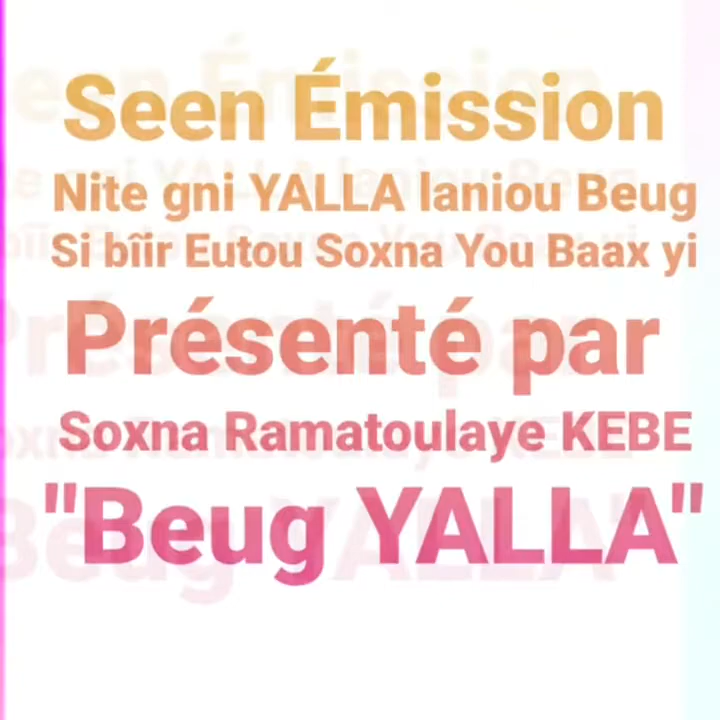 Seen Émission
Nite gni YALLA laniou Beug
Si bîir Eutou Soxna You Baax yi
Présenté par
Soxna Ramatoulaye KEBE
"Beug YALLA"